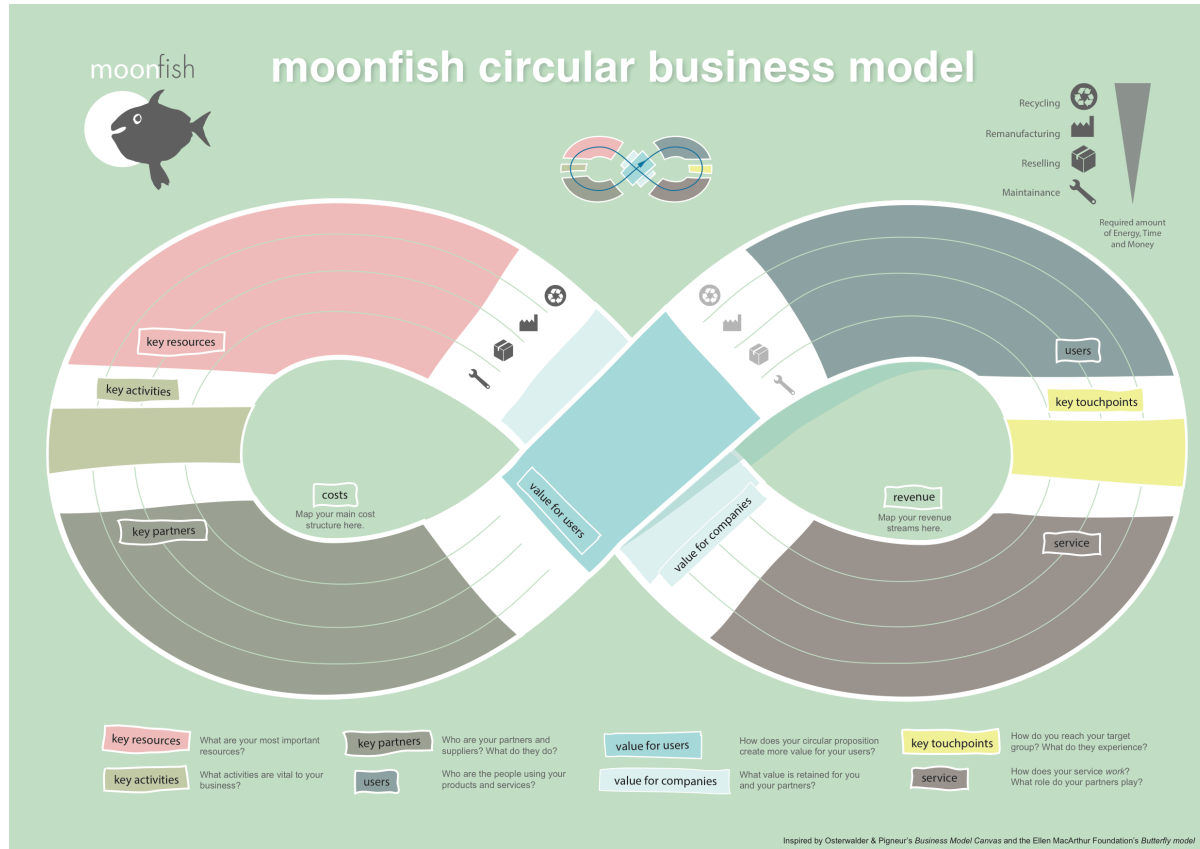 moonfish
moonfish circular business model
Recycling
Remanufacturing
Reselling
Maintainance
Required amount
of Energy, Time
and Money
key resources
users
key activities
key touchpoints
costs
Map your main cost
structure here.
value for users
value for companies
revenue
Map your revenue
streams here.
key partners
service
key resources
What are your most important
resources?
key partners
Who are your partners and
suppliers? What do they do?
value for users
How does your circular proposition
create more value for your users?
key touchpoints
How do you reach your target
group? What do they experience?
key activities
What activities are vital to your
business?
users
Who are the people using your
products and services?
value for companies
What value is retained for you
and your partners?
service
How does your service work?
What role do your partners play?
Inspired by Osterwalder & Pigneur's Business Model Canvas and the Ellen MacArthur Foundation's Butterfly model